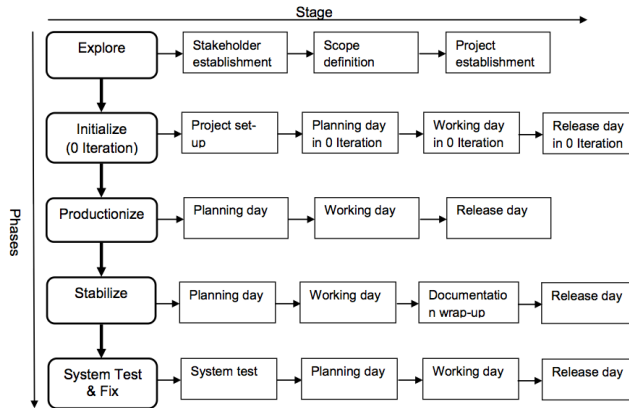 Stage
Phases
Explore
Stakeholder
establishment
Scope
definition
Project
establishment
Initialize
(0 Iteration)
Project set-
up
Planning day
in 0 Iteration
Working day
in 0 Iteration
Release day
in 0 Iteration
Productionize
Planning day
Working day
Release day
Stabilize
Planning day
Working day
Documentatio
n wrap-up
Release day
System Test
& Fix
System test
Planning day
Working day
Release day